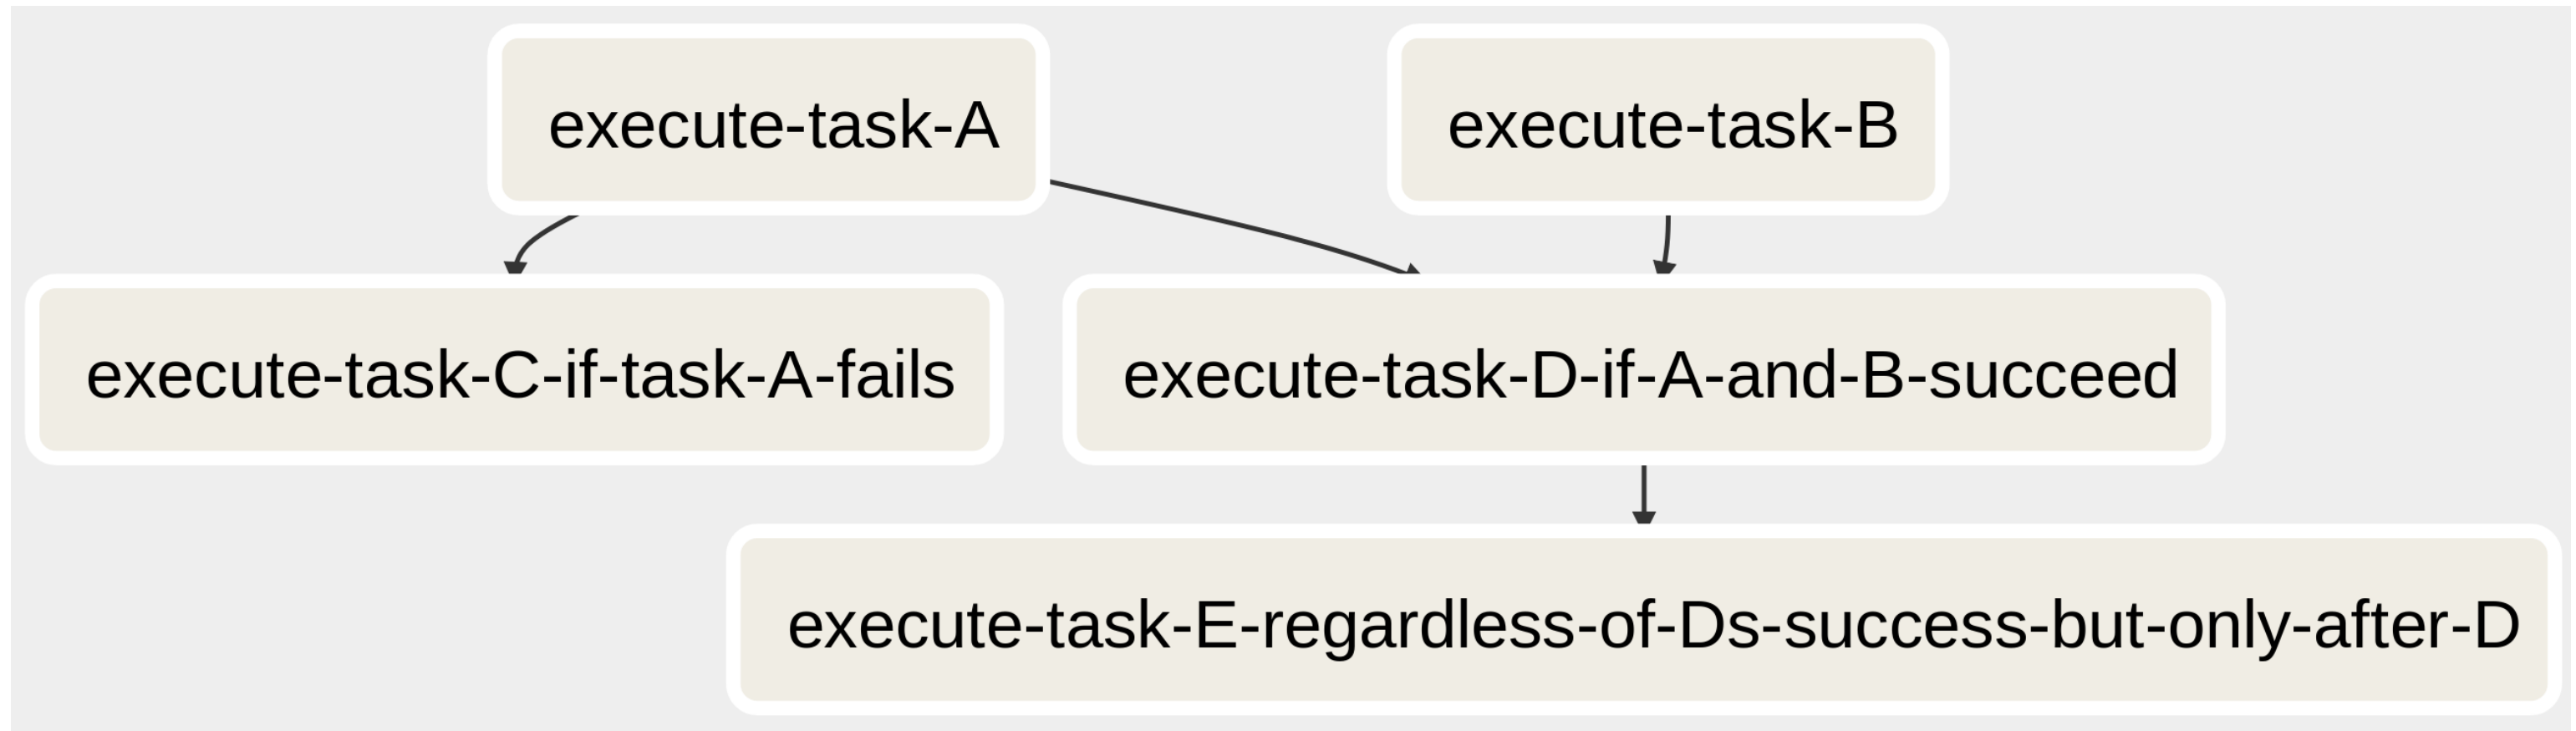 execute-task-A
execute-task-B
execute-task-C-if-task-A-fails
execute-task-D-if-A-and-B-succeed
execute-task-E-regardless-of-Ds-success-but-only-after-D